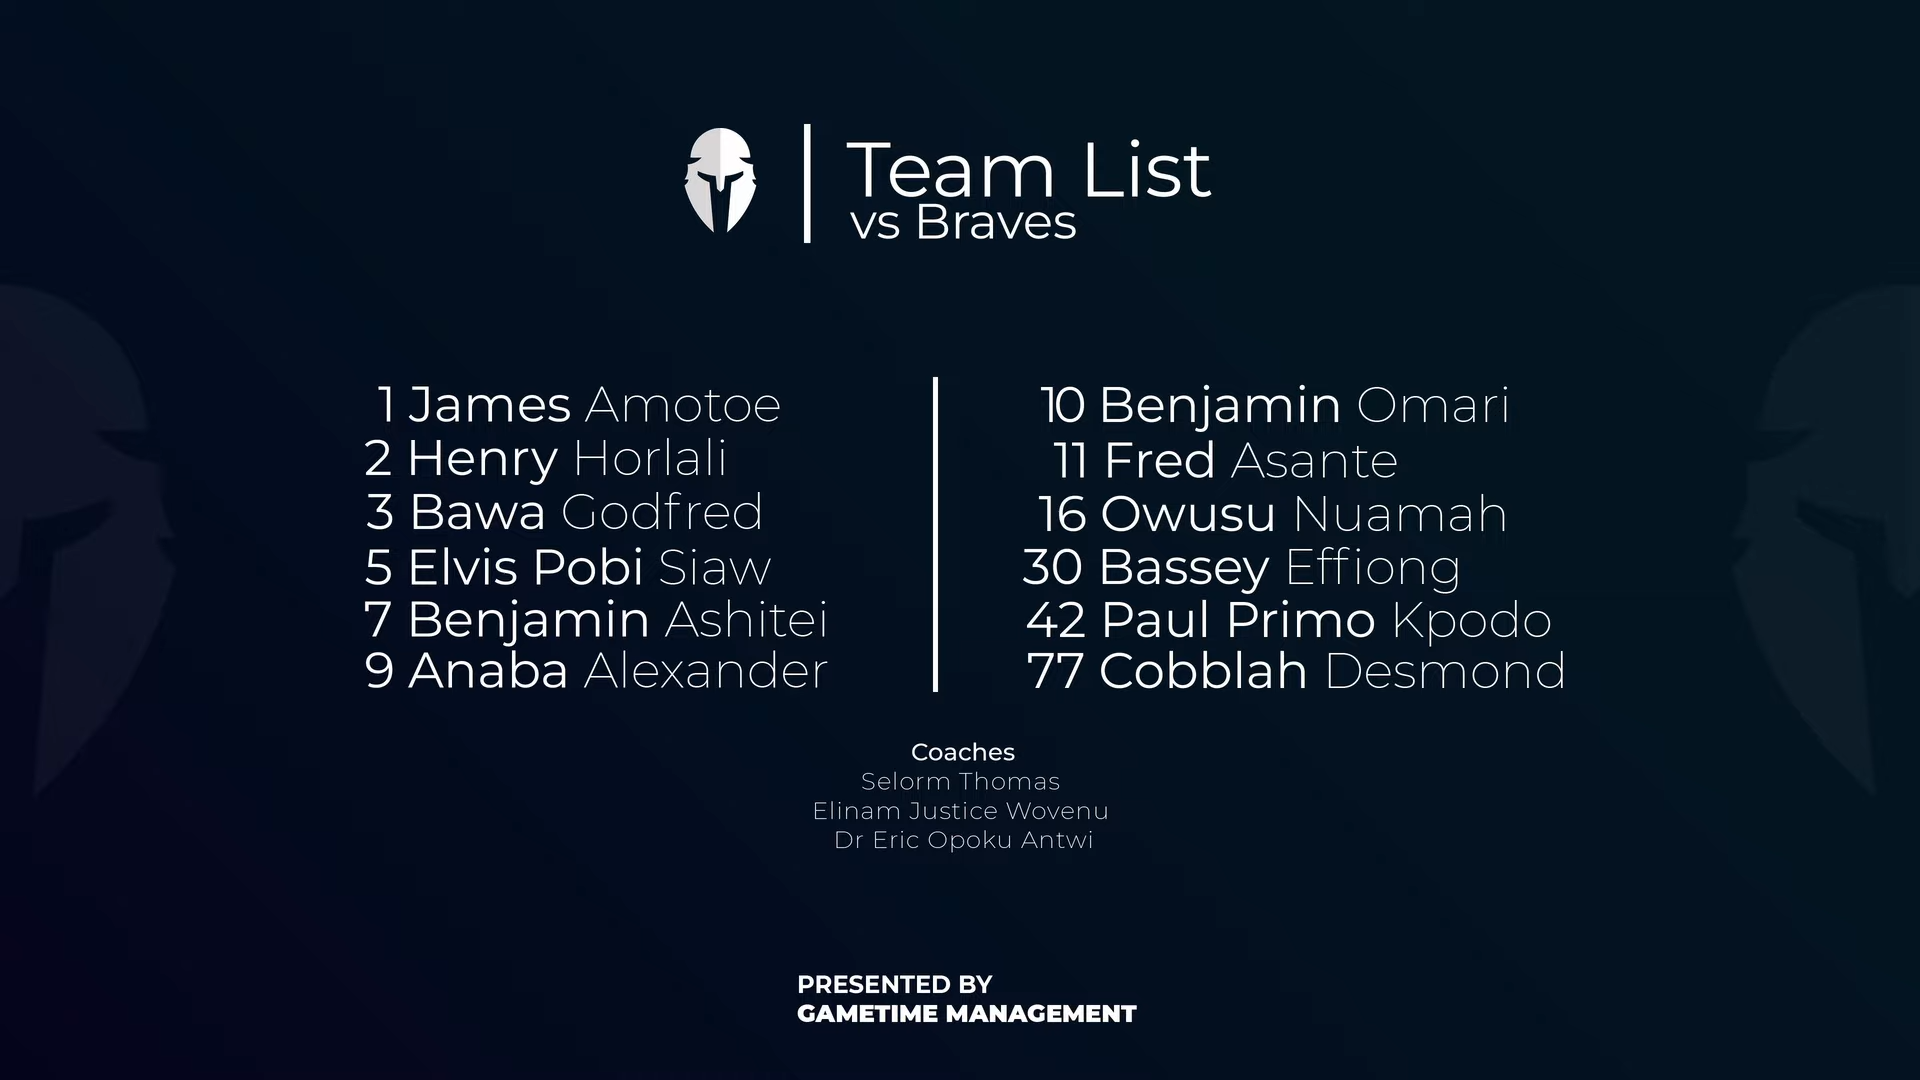 Team List
vs Braves
1 James Amotoe
2 Henry Horlali
3 Bawa Godfred
5 Elvis Pobi Siaw
7 Benjamin Ashitei
9 Anaba Alexander
10 Benjamin Omari
11 Fred Asante
16 Owusu Nuamah
30 Bassey Effiong
42 Paul Primo Kpodo
77 Cobblah Desmond
Coaches
Selorm Thomas
Elinam Justice Wovenu
Dr Eric Opoku Antwi
PRESENTED BY
GAMETIME MANAGEMENT